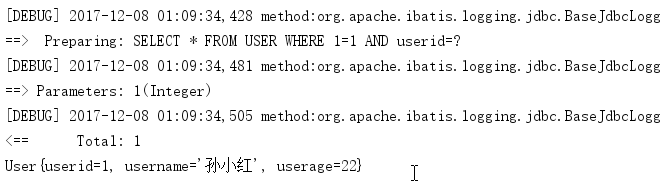 [DEBUG] 2017-12-08 01:09:34,428 method:org.apache.ibatis.logging.jdbc.BaseJdbcLogg
==>  Preparing: SELECT * FROM USER WHERE 1=1 AND userid=?
[DEBUG] 2017-12-08 01:09:34,481 method:org.apache.ibatis.logging.jdbc.BaseJdbcLogg
==> Parameters: 1(Integer)
[DEBUG] 2017-12-08 01:09:34,505 method:org.apache.ibatis.logging.jdbc.BaseJdbcLogg
<==      Total: 1
User{userid=1, username='孙小红', userage=22}